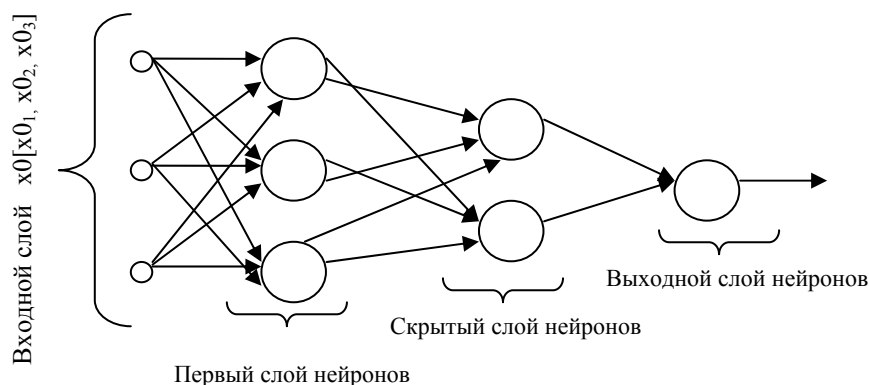 Входной слой x0[x0₁, x0₂, x0₃]
Выходной слой нейронов
Скрытый слой нейронов
Первый слой нейронов